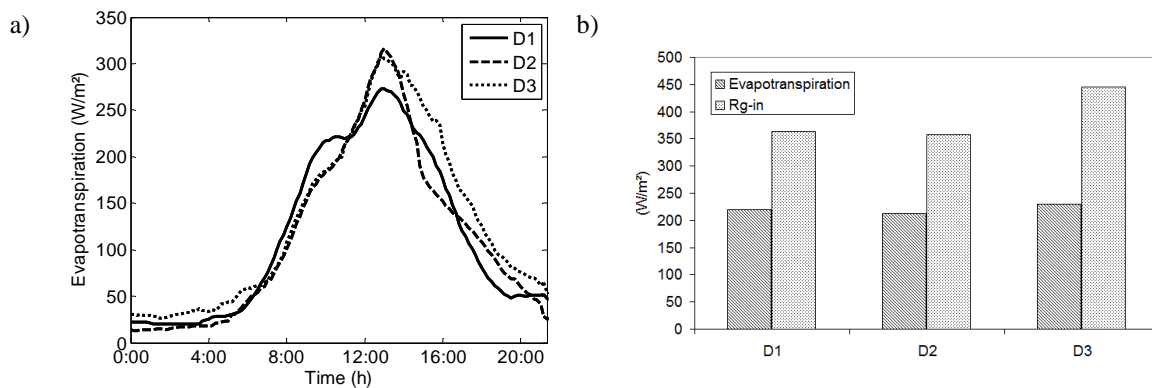 a)
Evapotranspiration (W/m²)
350
300
250
200
150
100
50
0
0:00 4:00 8:00 12:00 16:00 20:00
Time (h)
D1
D2
D3
b)
(W/m²)
500
450
400
350
300
250
200
150
100
50
0
Evapotranspiration
Rg-in
D1 D2 D3